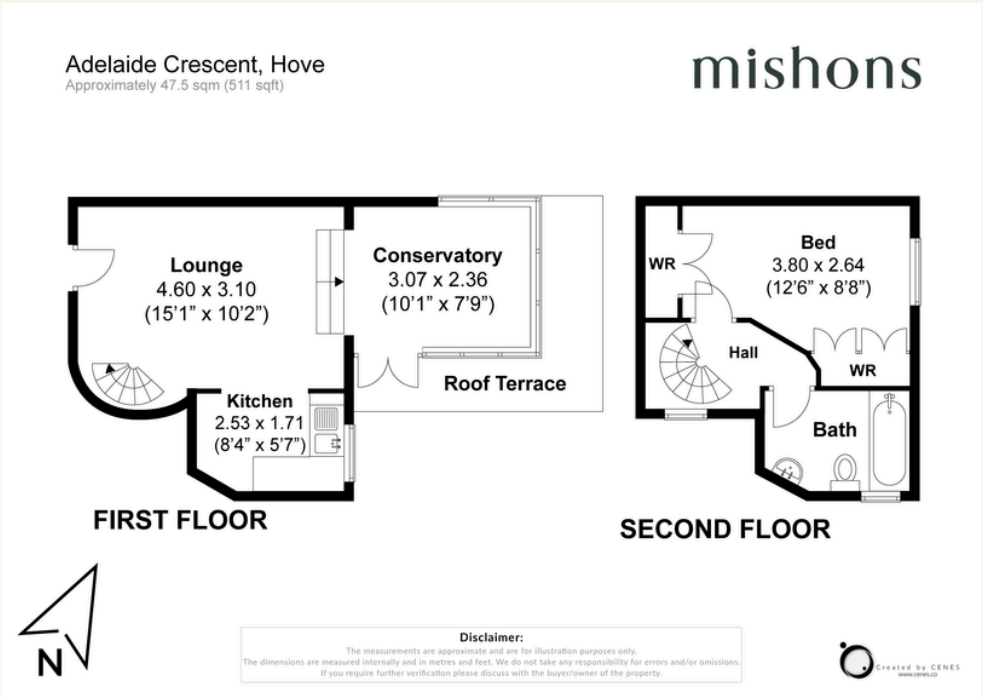 Adelaide Crescent, Hove
Approximately 47.5 sqm (511 sqft)
mishons
Lounge
4.60 x 3.10
(15'1" x 10'2")
Conservatory
3.07 x 2.36
(10'1" x 7'9")
Roof Terrace
Kitchen
2.53 x 1.71
(8'4" x 5'7")
FIRST FLOOR
WR
Bed
3.80 x 2.64
(12'6" x 8'8")
Hall
WR
Bath
SECOND FLOOR
N
Disclaimer:
The measurements are approximate and are for illustration purposes only.
The dimensions are measured internally and in metres and feet. We do not take any responsibility for errors and/or omissions.
If you require further verification please discuss with the buyer/owner of the property.
Created by CENES
www.cenes.co